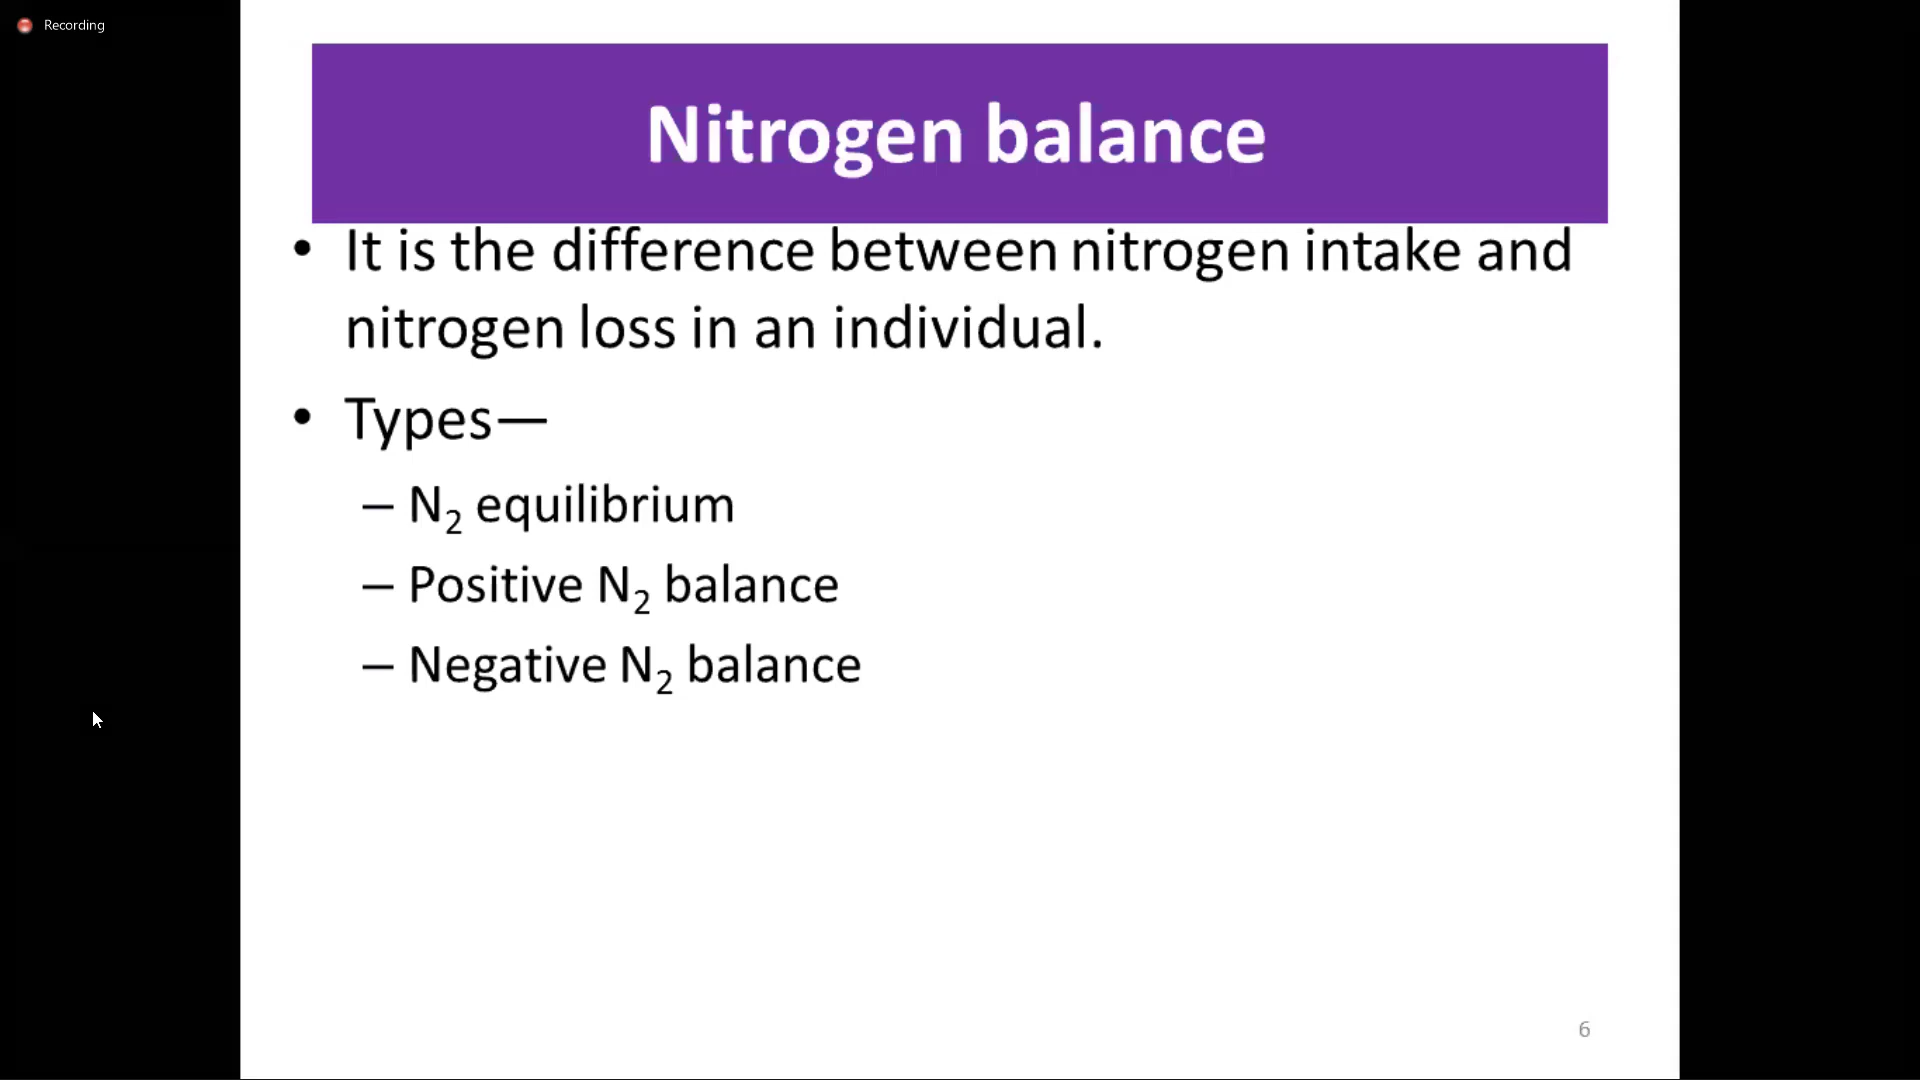 Recording
Nitrogen balance
• It is the difference between nitrogen intake and
nitrogen loss in an individual.
• Types—
– N₂ equilibrium
– Positive N₂ balance
– Negative N₂ balance
6